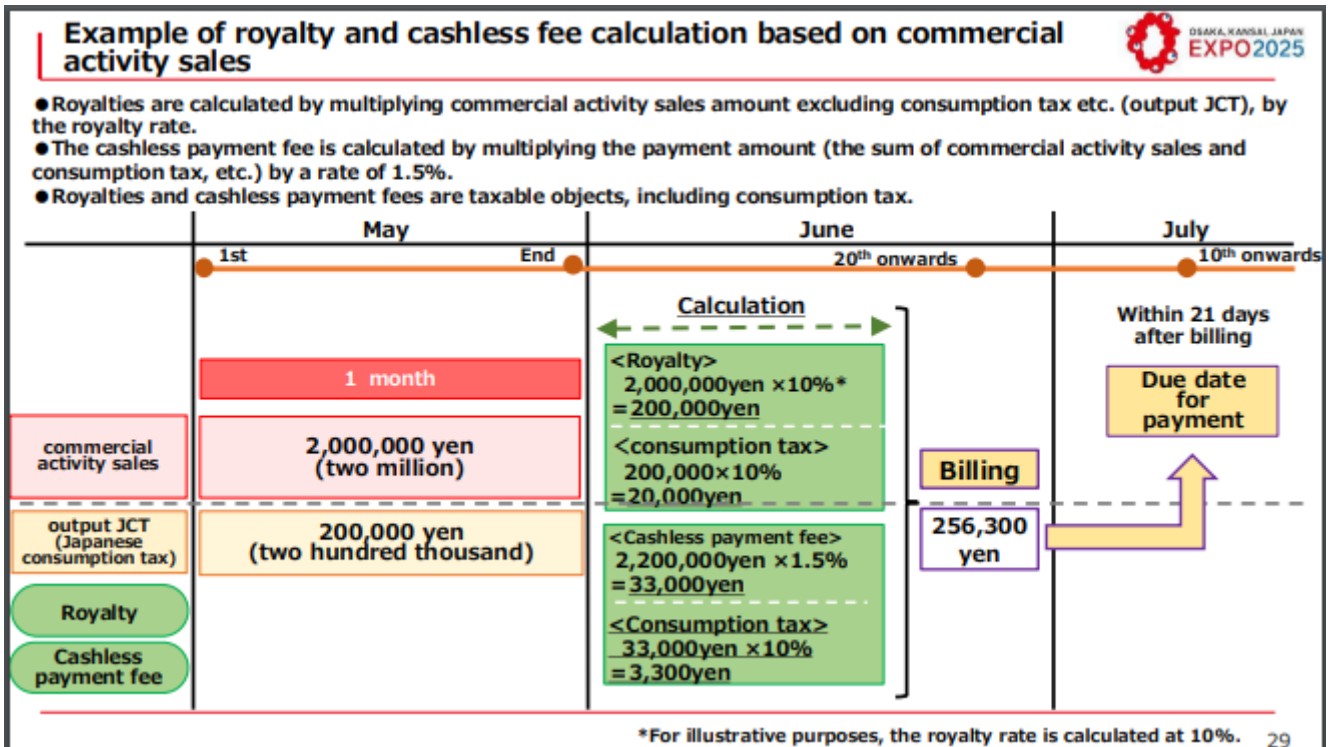 Example of royalty and cashless fee calculation based on commercial
activity sales
OSAKA, KANSAI, JAPAN
EXPO2025
●Royalties are calculated by multiplying commercial activity sales amount excluding consumption tax etc. (output JCT), by
the royalty rate.
●The cashless payment fee is calculated by multiplying the payment amount (the sum of commercial activity sales and
consumption tax, etc.) by a rate of 1.5%.
●Royalties and cashless payment fees are taxable objects, including consumption tax.
May
June
July
1st
End
20th onwards
10th onwards
Calculation
Within 21 days
after billing
1 month
<Royalty>
2,000,000yen ×10%*
=200,000yen
Due date
for
payment
commercial
activity sales
2,000,000 yen
(two million)
<consumption tax>
200,000×10%
=20,000yen
Billing
output JCT
(Japanese
consumption tax)
200,000 yen
(two hundred thousand)
<Cashless payment fee>
2,200,000yen ×1.5%
=33,000yen
256,300
yen
Royalty
<Consumption tax>
33,000yen ×10%
=3,300yen
Cashless
payment fee
*For illustrative purposes, the royalty rate is calculated at 10%.
29